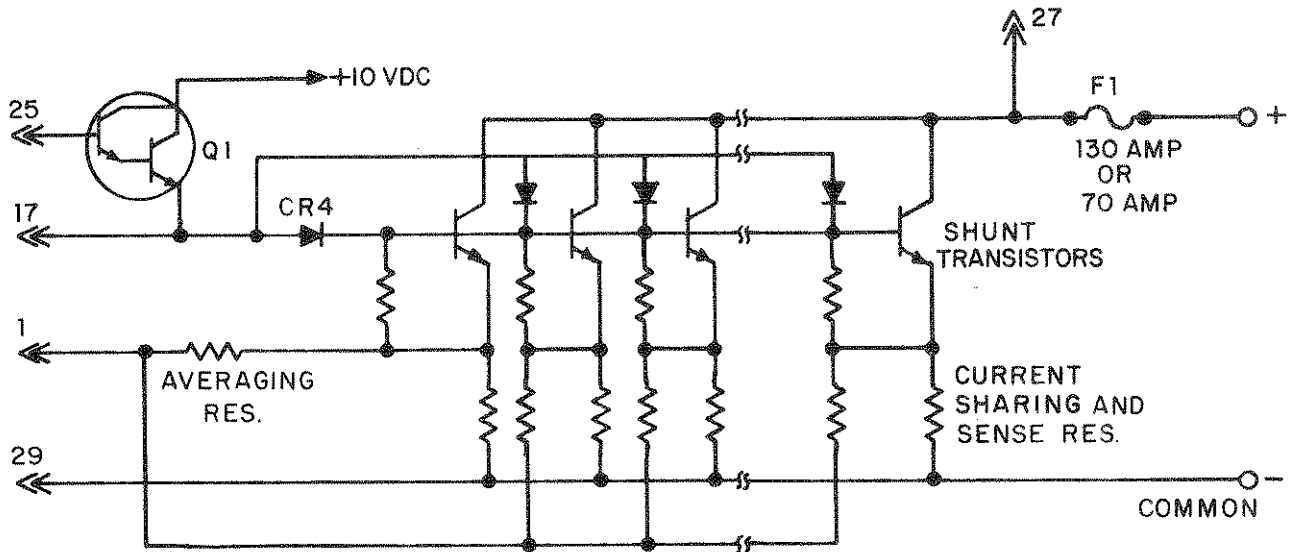 27
+10 VDC
F1
25
Q1
+
130 AMP
OR
70 AMP
17
CR4
SHUNT
TRANSISTORS
1
AVERAGING
RES.
CURRENT
SHARING AND
SENSE RES.
29
-
COMMON